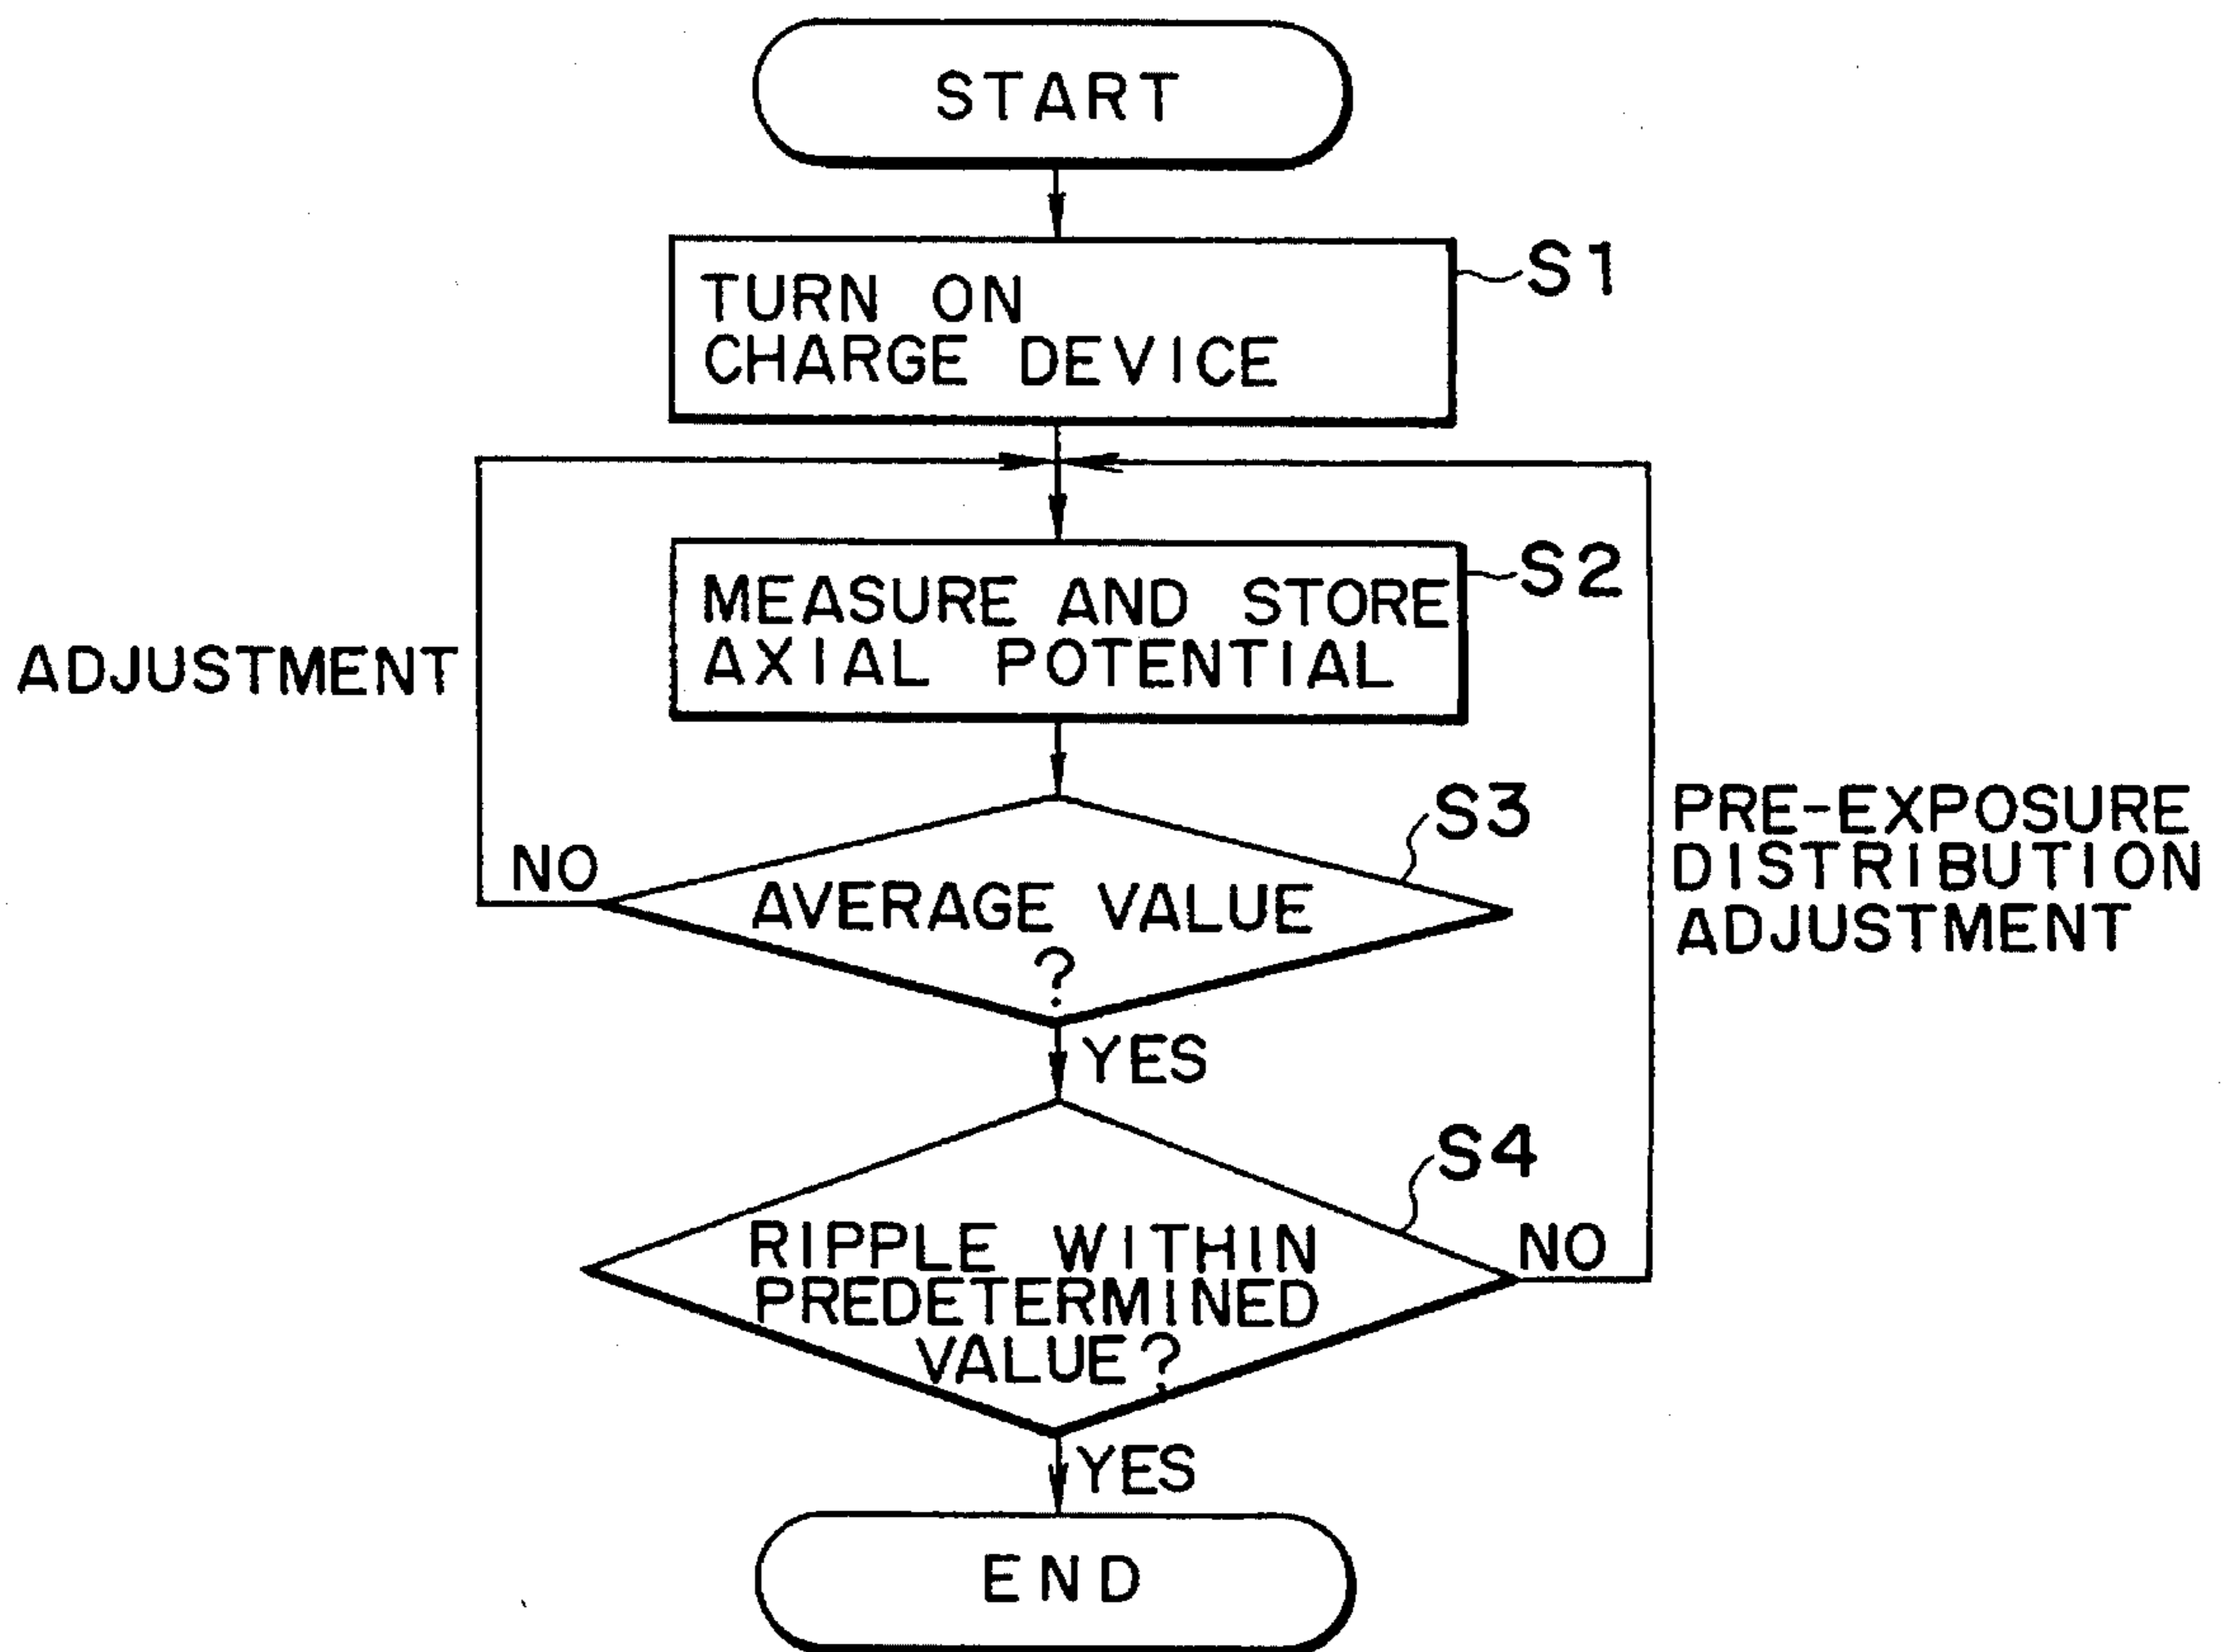 START
TURN ON
CHARGE DEVICE
S1
MEASURE AND STORE
AXIAL POTENTIAL
S2
ADJUSTMENT
S3
NO
AVERAGE VALUE
?
PRE-EXPOSURE
DISTRIBUTION
ADJUSTMENT
YES
S4
RIPPLE WITHIN
PREDETERMINED
VALUE?
NO
YES
END